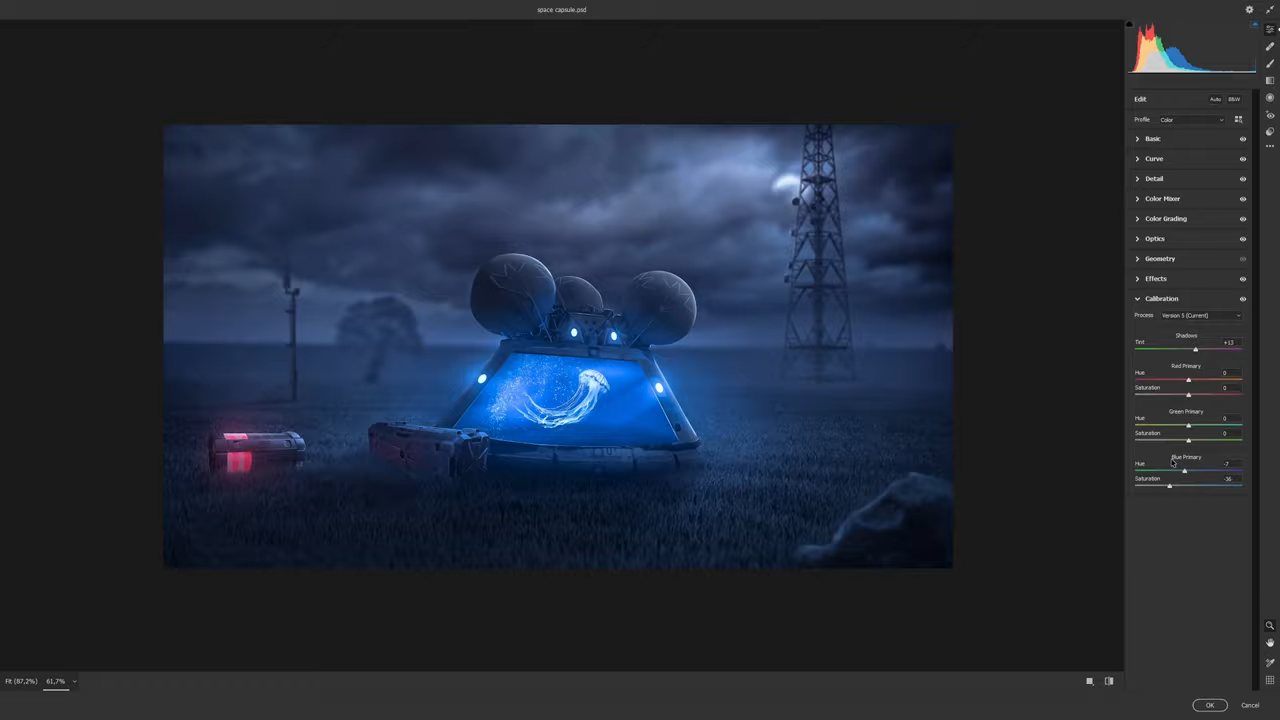 space capsule.psd
Edit
Auto
B&W
Profile
Color
Basic
Curve
Detail
Color Mixer
Color Grading
Optics
Geometry
Effects
Calibration
Process
Version 5 (Current)
Shadows
Tint
+13
Red Primary
Hue
0
Saturation
0
Green Primary
Hue
0
Saturation
0
Blue Primary
Hue
-7
Saturation
-36
Fit (87,2%)
61,7%
OK
Cancel